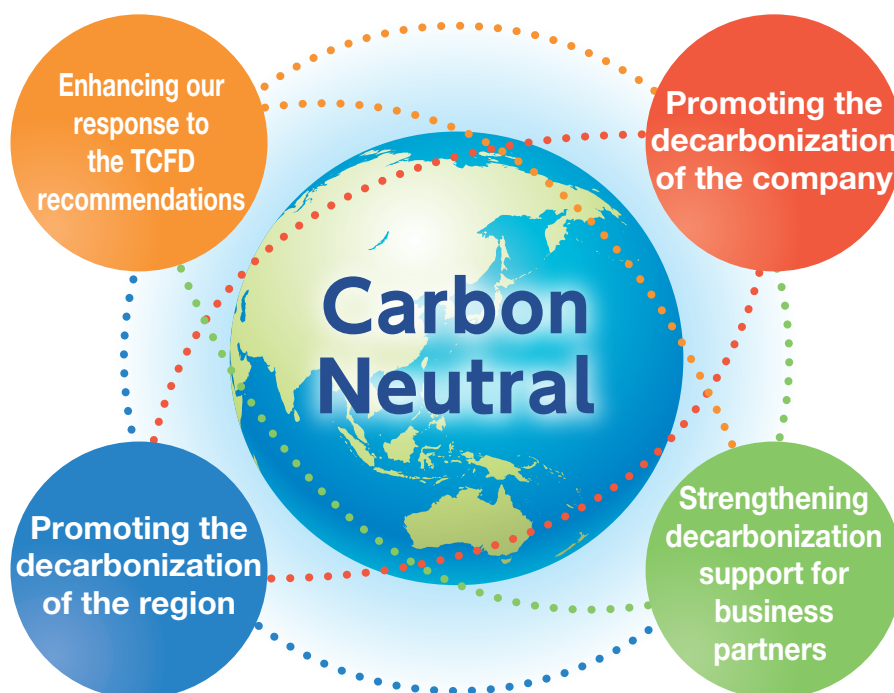 Enhancing our
response to
the TCFD
recommendations
Promoting the
decarbonization
of the company
Carbon
Neutral
Promoting the
decarbonization
of the region
Strengthening
decarbonization
support for
business
partners